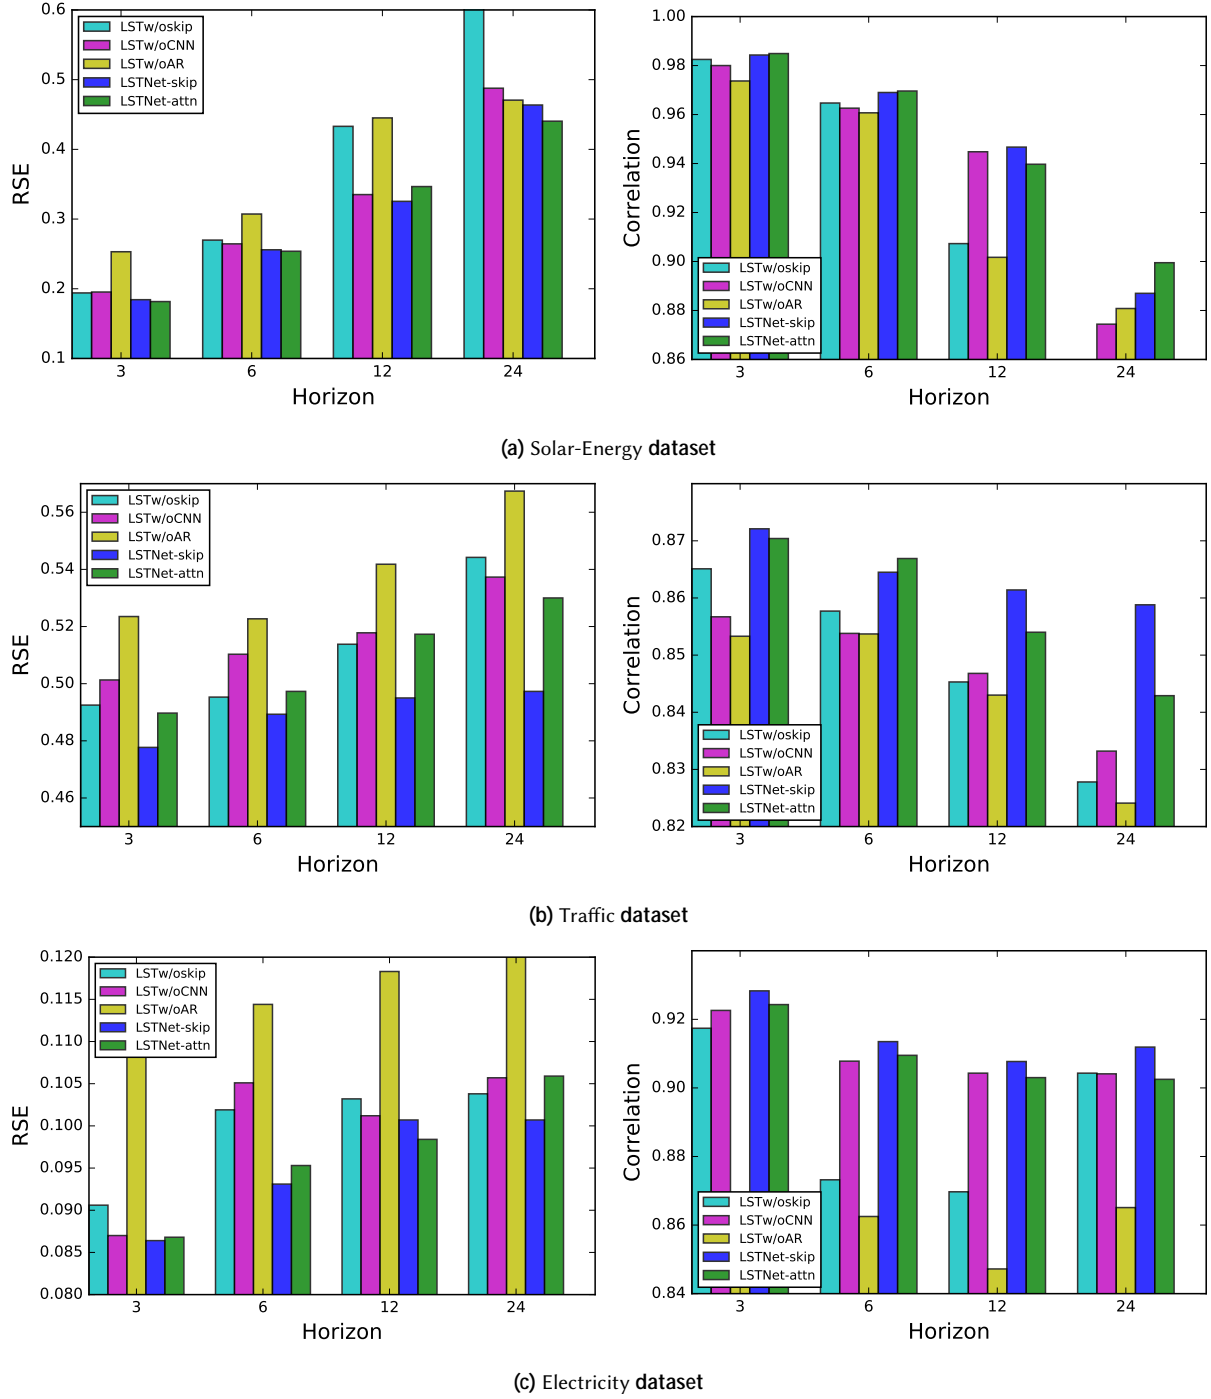 0.6
0.5
0.4
0.3
0.2
0.1
RSE
LSTw/oskip
LSTw/oCNN
LSTw/oAR
LSTNet-skip
LSTNet-attn
3 6 12 24
Horizon
1.00
0.98
0.96
0.94
0.92
0.90
0.88
0.86
Correlation
LSTw/oskip
LSTw/oCNN
LSTw/oAR
LSTNet-skip
LSTNet-attn
3 6 12 24
Horizon
(a) Solar-Energy dataset
0.56
0.54
0.52
0.50
0.48
0.46
RSE
LSTw/oskip
LSTw/oCNN
LSTw/oAR
LSTNet-skip
LSTNet-attn
3 6 12 24
Horizon
0.87
0.86
0.85
0.84
0.83
0.82
Correlation
LSTw/oskip
LSTw/oCNN
LSTw/oAR
LSTNet-skip
LSTNet-attn
3 6 12 24
Horizon
(b) Traffic dataset
0.120
0.115
0.110
0.105
0.100
0.095
0.090
0.085
0.080
RSE
LSTw/oskip
LSTw/oCNN
LSTw/oAR
LSTNet-skip
LSTNet-attn
3 6 12 24
Horizon
0.92
0.90
0.88
0.86
0.84
Correlation
LSTw/oskip
LSTw/oCNN
LSTw/oAR
LSTNet-skip
LSTNet-attn
3 6 12 24
Horizon
(c) Electricity dataset